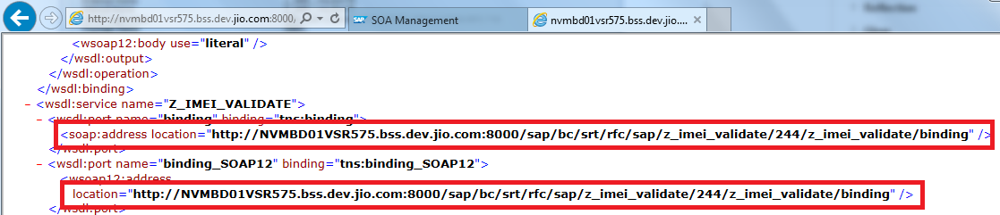 http://nvmbd01vsr575.bss.dev.jio.com:8000/
SOA Management
nvmbd01vsr575.bss.dev.jio....
<wsoap12:body use="literal" />
</wsdl:output>
</wsdl:operation>
</wsdl:binding>
- <wsdl:service name="Z_IMEI_VALIDATE">
- <wsdl:port name="binding" binding="tns:binding">
<soap:address location="http://NVMBD01VSR575.bss.dev.jio.com:8000/sap/bc/srt/rfc/sap/z_imei_validate/244/z_imei_validate/binding" />
</wsdl:port>
- <wsdl:port name="binding_SOAP12" binding="tns:binding_SOAP12">
<wsoap12:address
location="http://NVMBD01VSR575.bss.dev.jio.com:8000/sap/bc/srt/rfc/sap/z_imei_validate/244/z_imei_validate/binding" />
</wsdl:port>